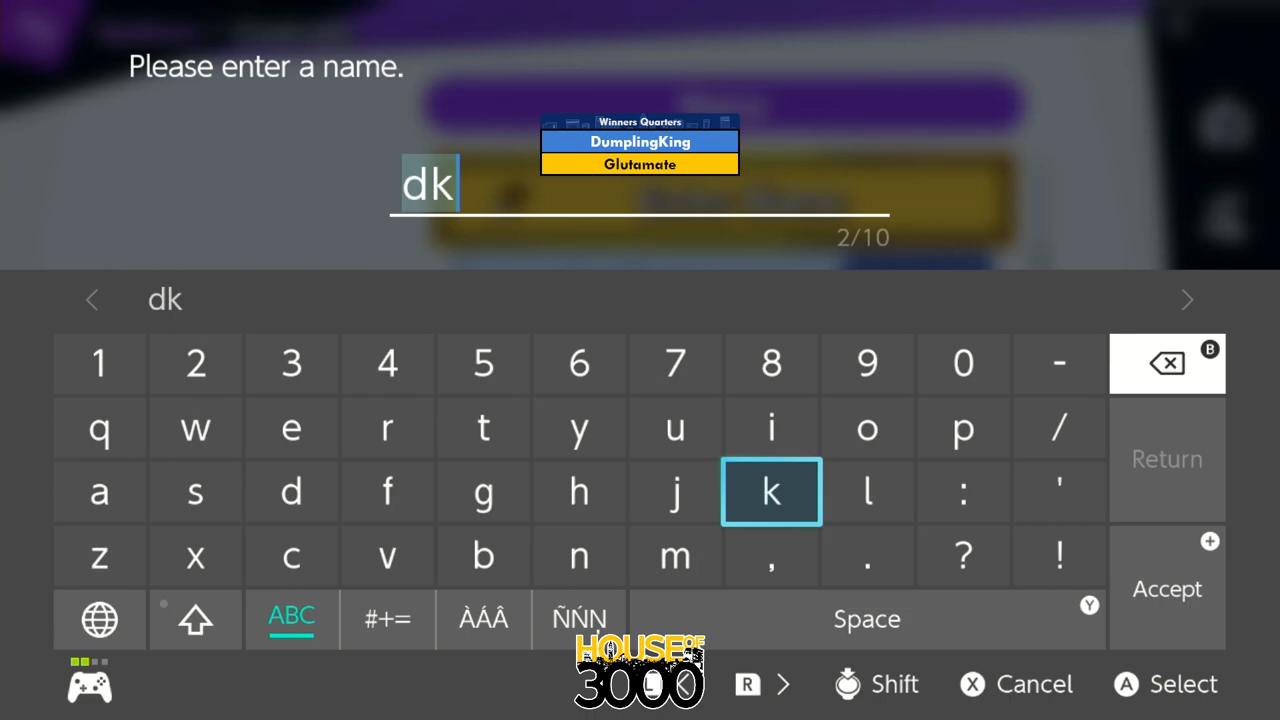 Please enter a name.
Winners Quarters
DumplingKing
Glutamate
dk
2/10
dk
1 2 3 4 5 6 7 8 9 0 - B
q w e r t y u i o p /
Return
a s d f g h j k l : '
z x c v b n m , . ? ! +
Accept
ABC #+= ÀÁÂ ÑŃŅ Space Y
HOUSE OF
3000
L R Shift X Cancel A Select